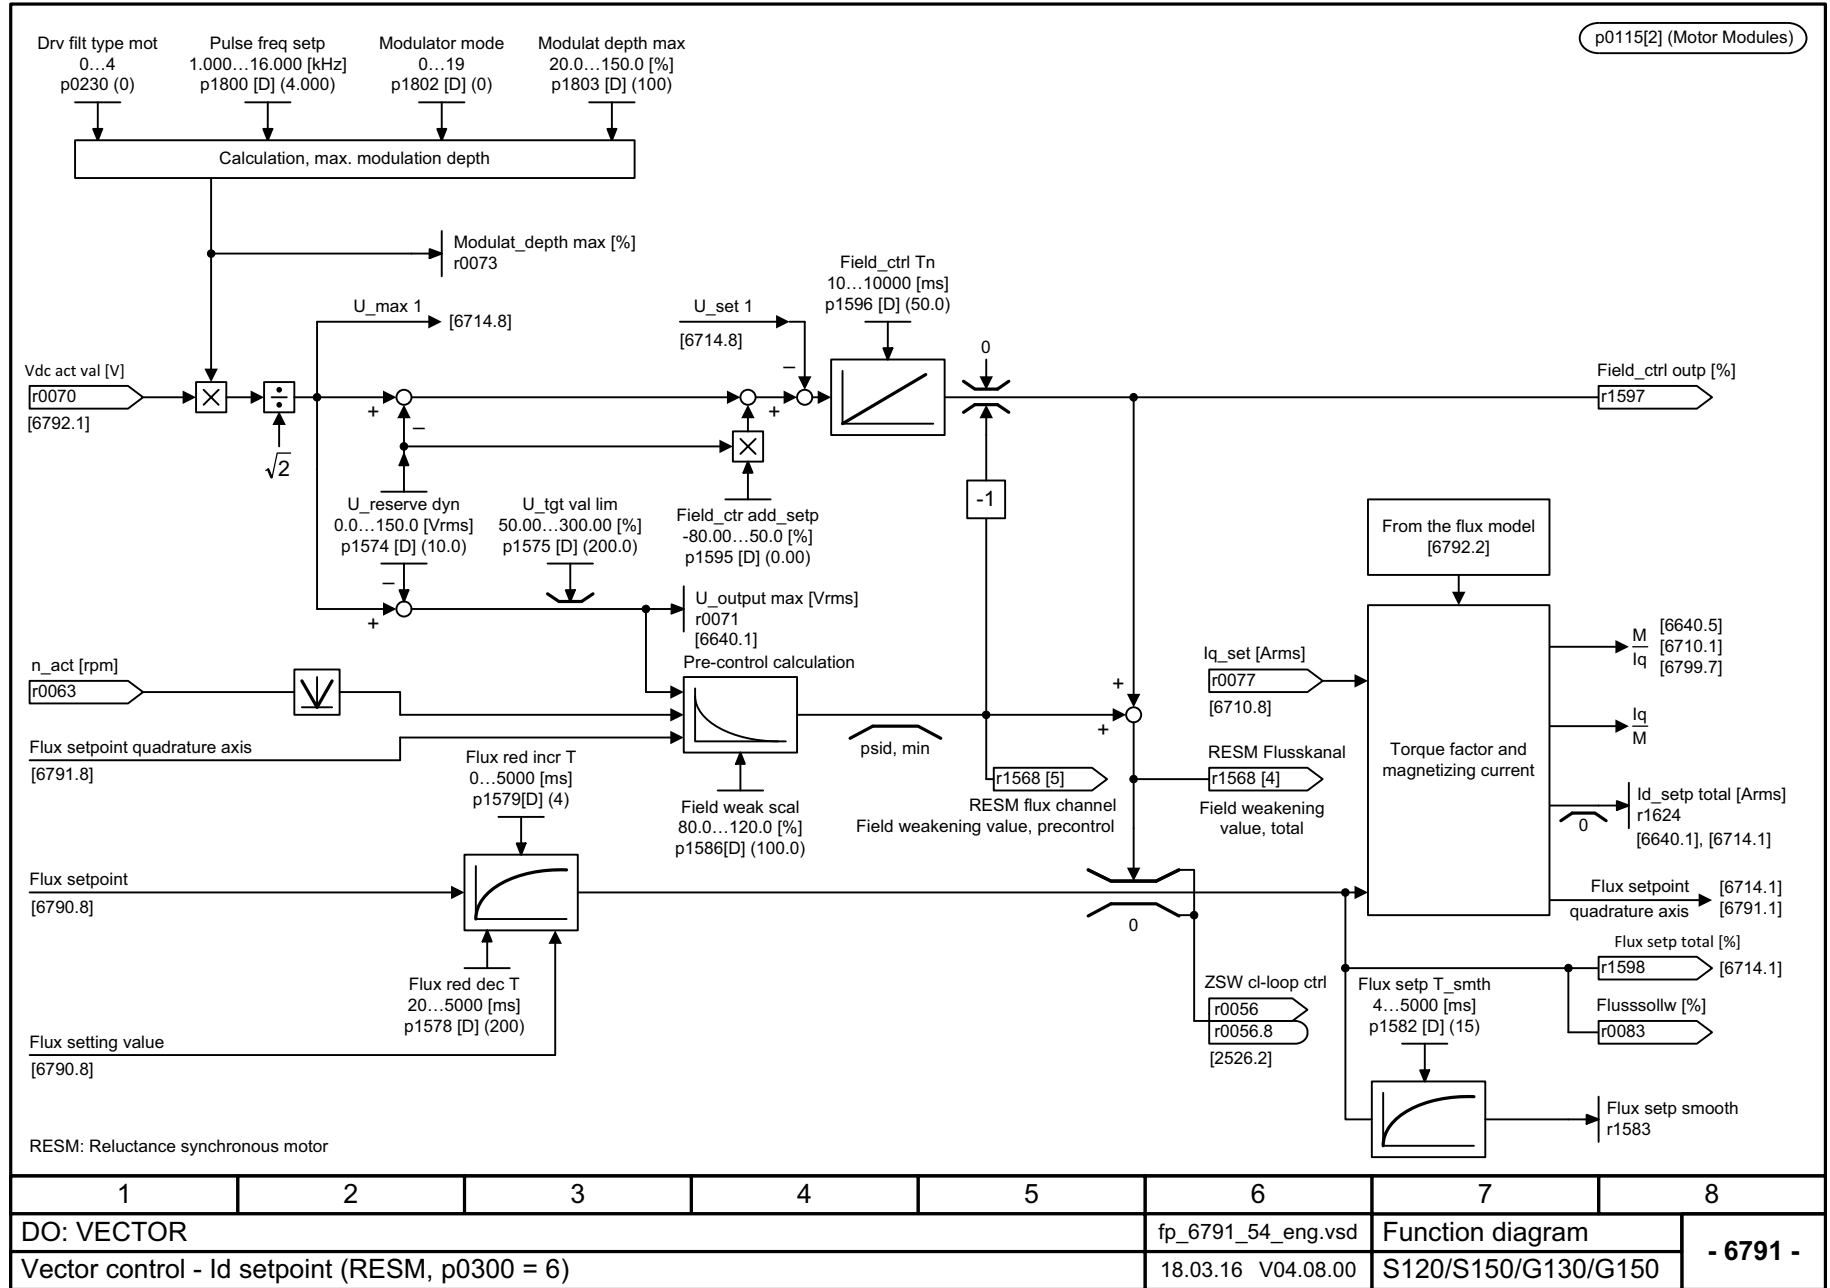 Drv filt type mot
0...4
p0230 (0)
Pulse freq setp
1.000...16.000 [kHz]
p1800 [D] (4.000)
Modulator mode
0...19
p1802 [D] (0)
Modulat depth max
20.0...150.0 [%]
p1803 [D] (100)
p0115[2] (Motor Modules)
Calculation, max. modulation depth
Modulat_depth max [%]
r0073
U_max 1
[6714.8]
U_set 1
[6714.8]
Field_ctrl Tn
10...10000 [ms]
p1596 [D] (50.0)
0
Vdc act val [V]
r0070
[6792.1]
×
÷
√2
+
–
+
–
×
Field_ctrl outp [%]
r1597
U_reserve dyn
0.0...150.0 [Vrms]
p1574 [D] (10.0)
–
+
U_tgt val lim
50.00...300.00 [%]
p1575 [D] (200.0)
Field_ctr add_setp
-80.00...50.0 [%]
p1595 [D] (0.00)
-1
From the flux model
[6792.2]
U_output max [Vrms]
r0071
[6640.1]
n_act [rpm]
r0063
Pre-control calculation
Flux setpoint quadrature axis
[6791.8]
psid, min
+
+
Iq_set [Arms]
r0077
[6710.8]
M
Iq
[6640.5]
[6710.1]
[6799.7]
Iq
M
Torque factor and
magnetizing current
Flux red incr T
0...5000 [ms]
p1579[D] (4)
Field weak scal
80.0...120.0 [%]
p1586[D] (100.0)
r1568 [5]
RESM flux channel
Field weakening value, precontrol
RESM Flusskanal
r1568 [4]
Field weakening
value, total
0
Id_setp total [Arms]
r1624
[6640.1], [6714.1]
Flux setpoint
[6790.8]
0
Flux setpoint
quadrature axis
[6714.1]
[6791.1]
Flux setp total [%]
r1598
[6714.1]
Flusssollw [%]
r0083
Flux red dec T
20...5000 [ms]
p1578 [D] (200)
Flux setting value
[6790.8]
ZSW cl-loop ctrl
r0056
r0056.8
[2526.2]
Flux setp T_smth
4...5000 [ms]
p1582 [D] (15)
Flux setp smooth
r1583
RESM: Reluctance synchronous motor
1 2 3 4 5 6 7 8
DO: VECTOR
fp_6791_54_eng.vsd
Function diagram
- 6791 -
Vector control - Id setpoint (RESM, p0300 = 6)
18.03.16 V04.08.00
S120/S150/G130/G150